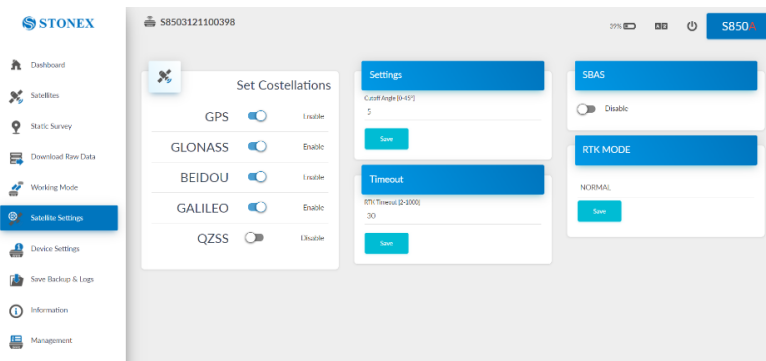 STONEX
S8503121100398
39%
S850A
Dashboard
Satellites
Static Survey
Download Raw Data
Working Mode
Satellite Settings
Device Settings
Save Backup & Logs
Information
Management
Set Costellations
GPS Enable
GLONASS Enable
BEIDOU Enable
GALILEO Enable
QZSS Disable
Settings
Cutoff Angle [0-45°]
5
Save
Timeout
RTK Timeout [2-1000]
30
Save
SBAS
Disable
RTK MODE
NORMAL
Save